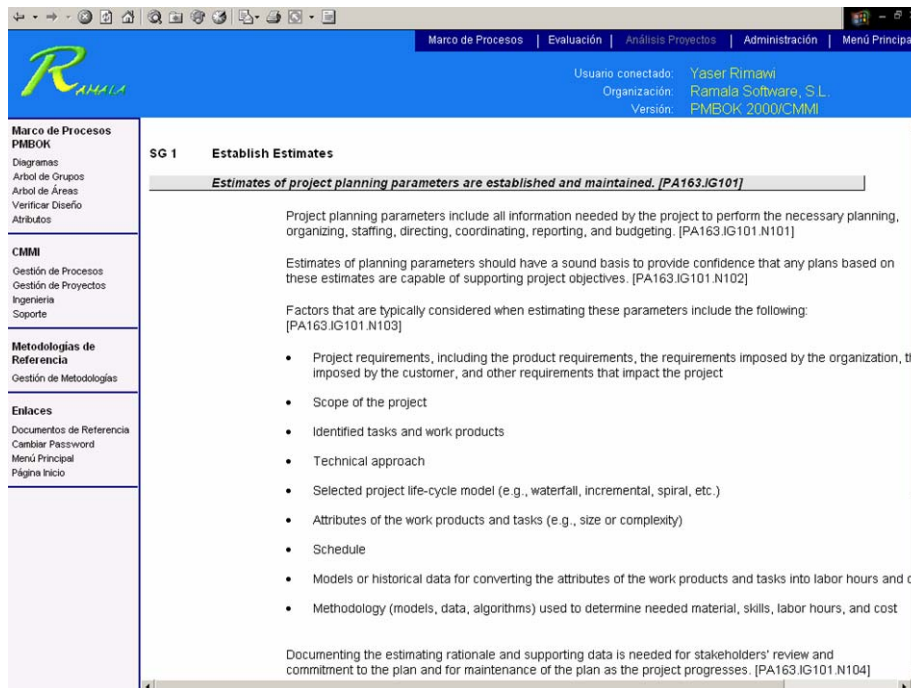 Marco de Procesos | Evaluación | Análisis Proyectos | Administración | Menú Principa
RAMALA
Usuario conectado: Yaser Rimawi
Organización: Ramala Software, S.L.
Versión: PMBOK 2000/CMMI
Marco de Procesos
PMBOK
Diagramas
Arbol de Grupos
Arbol de Áreas
Verificar Diseño
Atributos
CMMI
Gestión de Procesos
Gestión de Proyectos
Ingenieria
Soporte
Metodologías de
Referencia
Gestión de Metodologías
Enlaces
Documentos de Referencia
Cambiar Password
Menú Principal
Página Inicio
SG 1 Establish Estimates
Estimates of project planning parameters are established and maintained. [PA163.IG101]
Project planning parameters include all information needed by the project to perform the necessary planning,
organizing, staffing, directing, coordinating, reporting, and budgeting. [PA163.IG101.N101]
Estimates of planning parameters should have a sound basis to provide confidence that any plans based on
these estimates are capable of supporting project objectives. [PA163.IG101.N102]
Factors that are typically considered when estimating these parameters include the following:
[PA163.IG101.N103]
• Project requirements, including the product requirements, the requirements imposed by the organization,
imposed by the customer, and other requirements that impact the project
• Scope of the project
• Identified tasks and work products
• Technical approach
• Selected project life-cycle model (e.g., waterfall, incremental, spiral, etc.)
• Attributes of the work products and tasks (e.g., size or complexity)
• Schedule
• Models or historical data for converting the attributes of the work products and tasks into labor hours and
• Methodology (models, data, algorithms) used to determine needed material, skills, labor hours, and cost
Documenting the estimating rationale and supporting data is needed for stakeholders' review and
commitment to the plan and for maintenance of the plan as the project progresses. [PA163.IG101.N104]